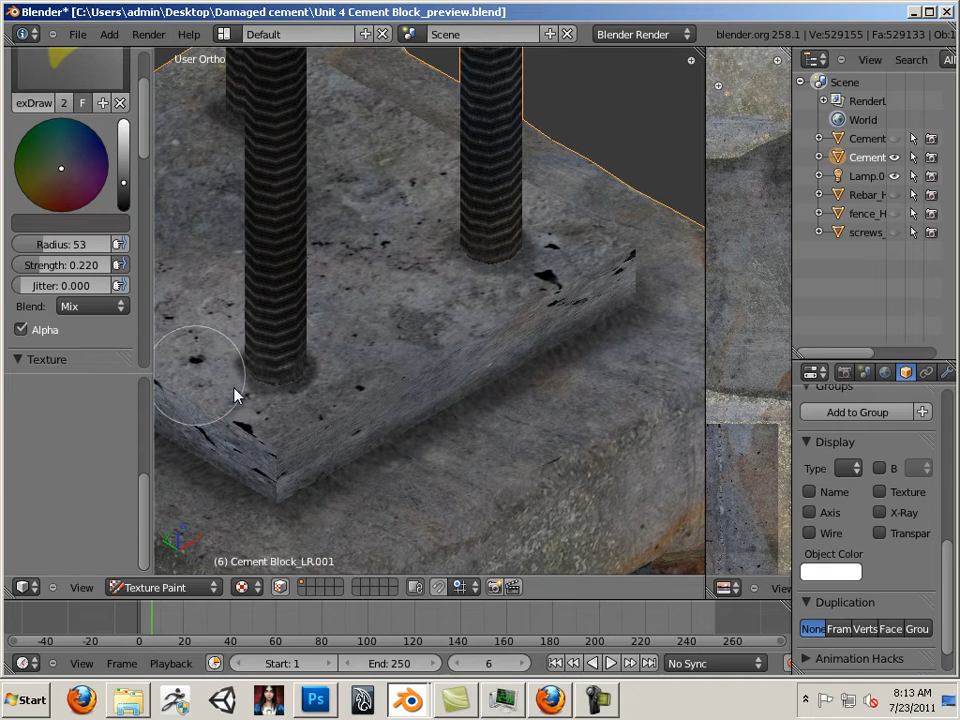 Blender* [C:\Users\admin\Desktop\Damaged cement\Unit 4 Cement Block_preview.blend]
File Add Render Help Default Scene Blender Render blender.org 258.1 | Ve:529155 | Fa:529133 | Ob:1
User Ortho
View Search All
Scene
RenderL
World
Cement
Cement
Lamp.0
Rebar_H
fence_H
screws_
exDraw 2 F
Radius: 53
Strength: 0.220
Jitter: 0.000
Blend: Mix
Alpha
Texture
Groups
Add to Group
Display
Type B
Name Texture
Axis X-Ray
Wire Transpar
Object Color
Duplication
None Fram Verts Face Grou
Animation Hacks
(6) Cement Block_LR.001
View Texture Paint View
-40 -20 0 20 40 60 80 100 120 140 160 180 200 220 240 260
View Frame Playback Start: 1 End: 250 6 No Sync
Start Ps 8:13 AM
7/23/2011